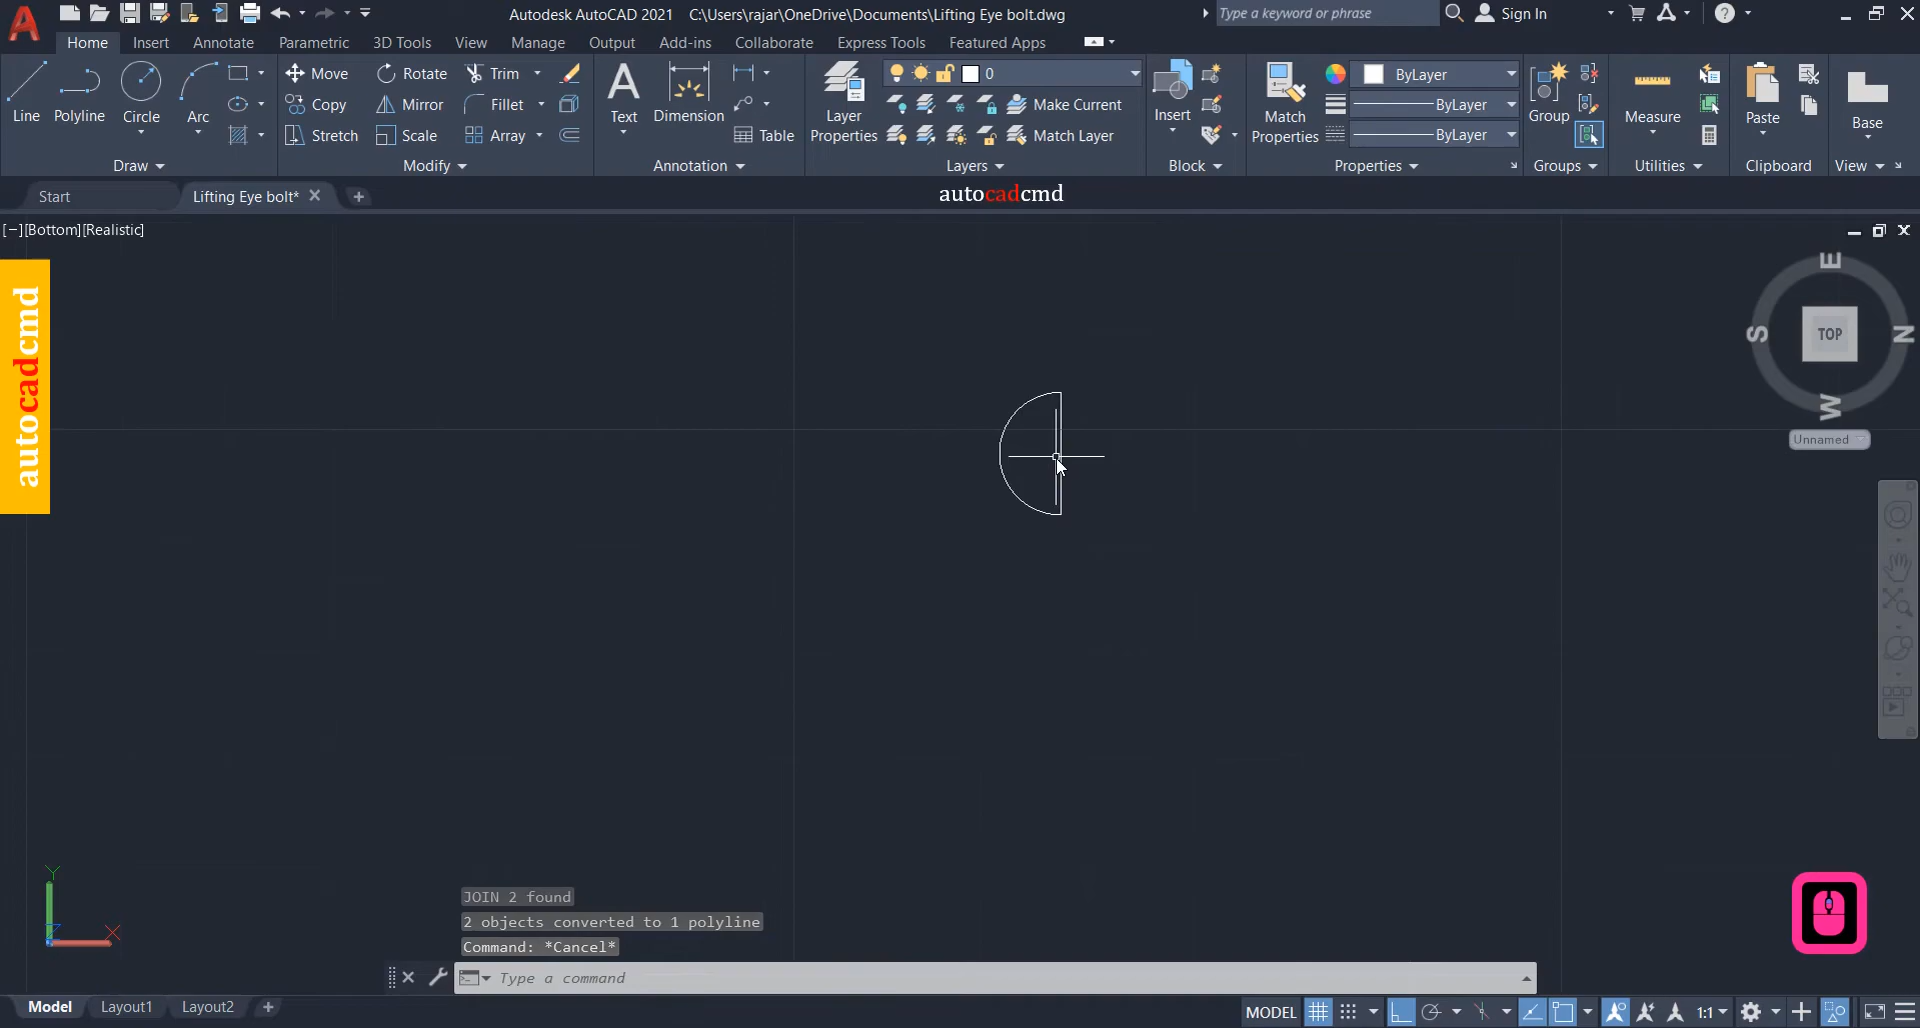 Autodesk AutoCAD 2021 C:\Users\rajar\OneDrive\Documents\Lifting Eye bolt.dwg
Type a keyword or phrase
Sign In
Home Insert Annotate Parametric 3D Tools View Manage Output Add-ins Collaborate Express Tools Featured Apps
Line
Polyline
Circle
Arc
Draw
Move
Rotate
Trim
Copy
Mirror
Fillet
Stretch
Scale
Array
Modify
Text
Dimension
Table
Annotation
Layer
Properties
0
Make Current
Match Layer
Layers
Insert
Block
Match
Properties
ByLayer
ByLayer
ByLayer
Properties
Group
Groups
Measure
Utilities
Paste
Clipboard
Base
View
Start
Lifting Eye bolt*
autocadcmd
[−][Bottom][Realistic]
autocadcmd
E
S
TOP
N
W
Unnamed
Y
X
Z
JOIN 2 found
2 objects converted to 1 polyline
Command: *Cancel*
Type a command
Model Layout1 Layout2
MODEL
1:1